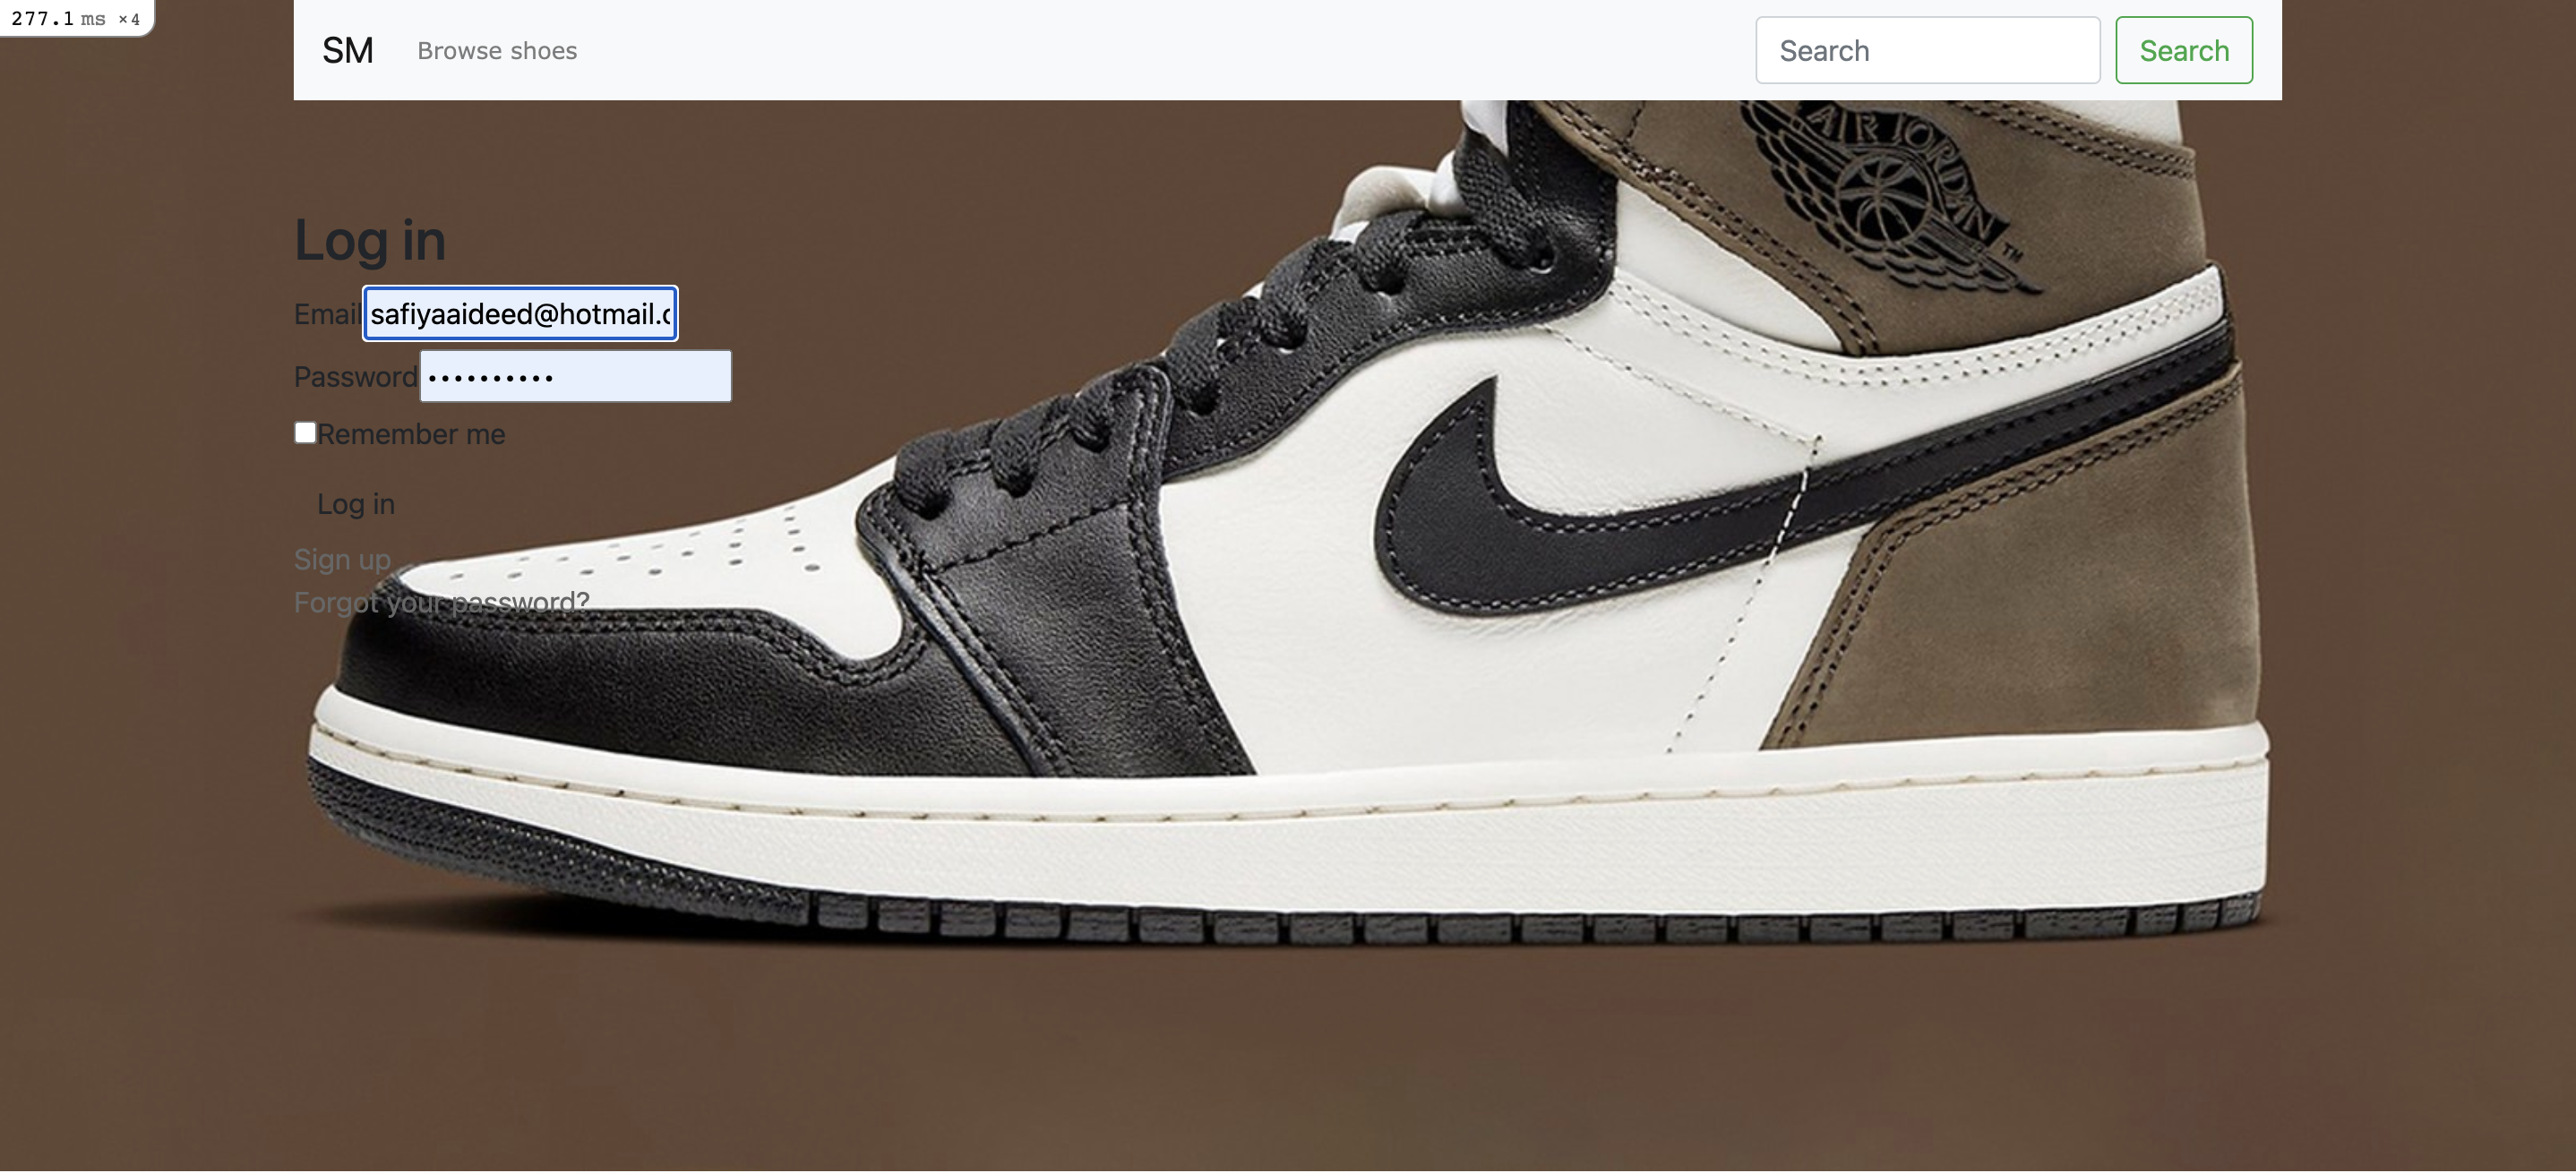 277.1 ms ×4
SM Browse shoes Search Search
AIR JORDAN
TM
Log in
Email safiyaaideed@hotmail.c
Password ••••••••••
Remember me
Log in
Sign up
Forgot your password?